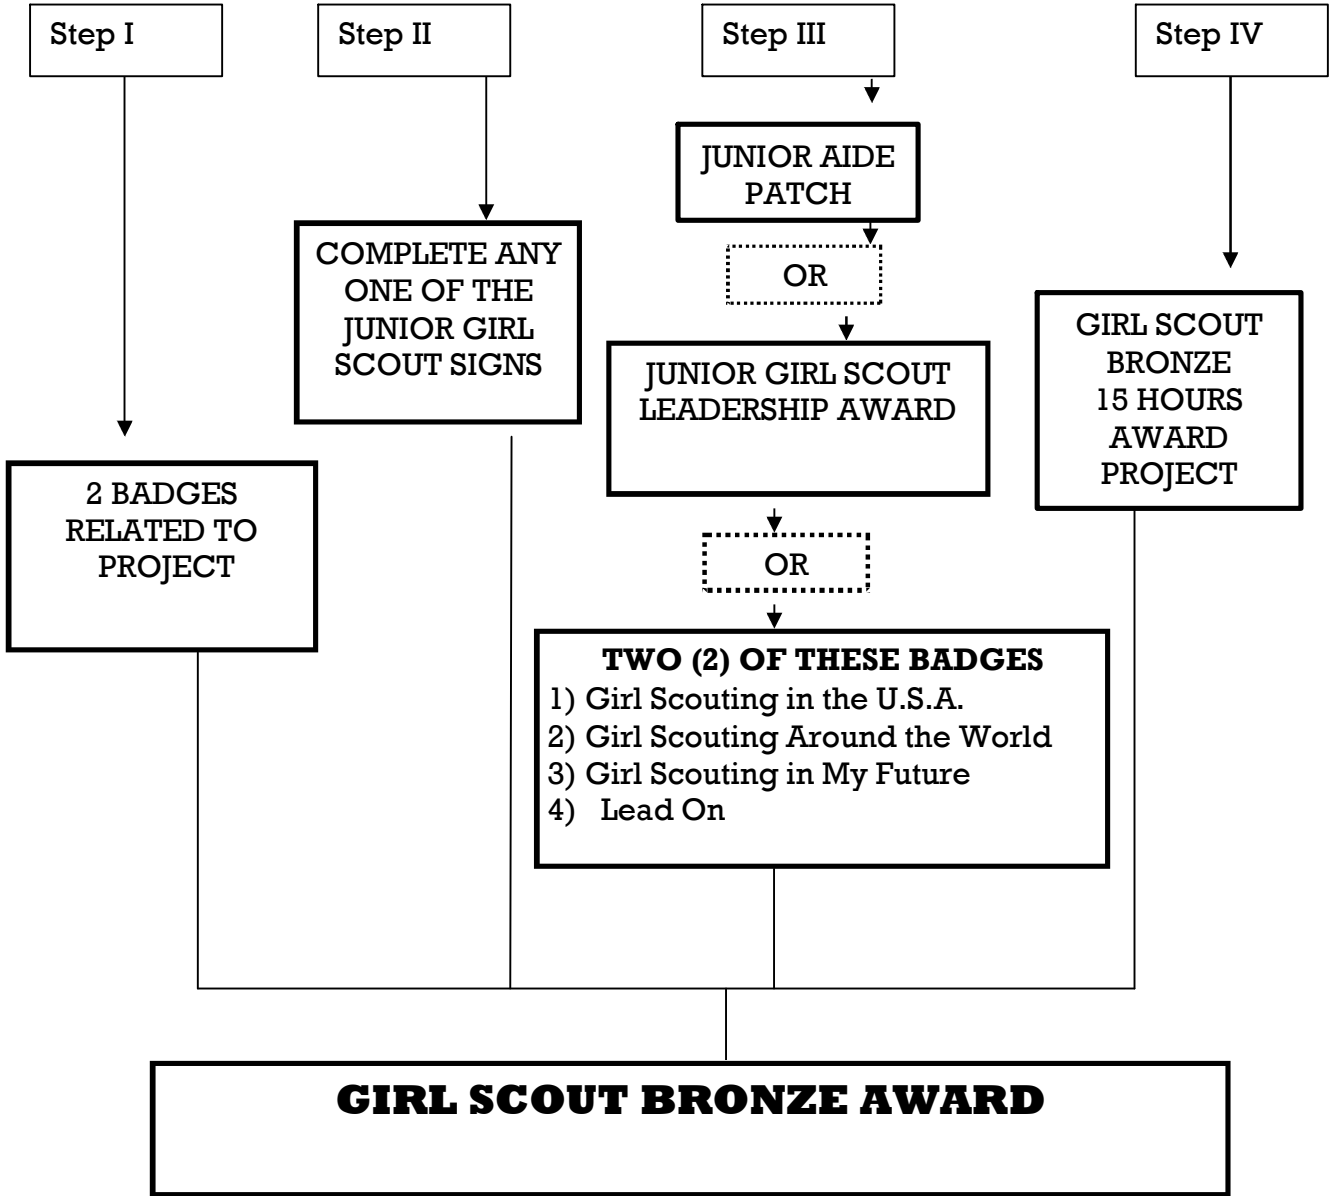 Step I
Step II
Step III
Step IV
JUNIOR AIDE
PATCH
OR
COMPLETE ANY
ONE OF THE
JUNIOR GIRL
SCOUT SIGNS
JUNIOR GIRL SCOUT
LEADERSHIP AWARD
GIRL SCOUT
BRONZE
15 HOURS
AWARD
PROJECT
2 BADGES
RELATED TO
PROJECT
OR
TWO (2) OF THESE BADGES
1) Girl Scouting in the U.S.A.
2) Girl Scouting Around the World
3) Girl Scouting in My Future
4) Lead On
GIRL SCOUT BRONZE AWARD